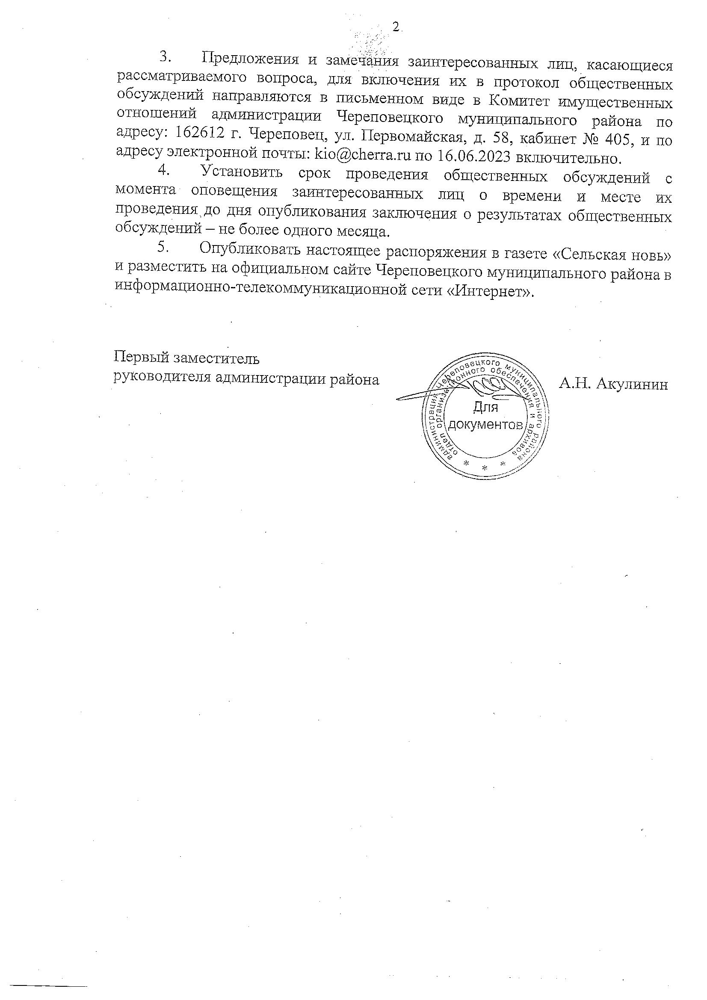 2
3. Предложения и замечания заинтересованных лиц, касающиеся
рассматриваемого вопроса, для включения их в протокол общественных
обсуждений направляются в письменном виде в Комитет имущественных
отношений администрации Череповецкого муниципального района по
адресу: 162612 г. Череповец, ул. Первомайская, д. 58, кабинет № 405, и по
адресу электронной почты: kio@cherra.ru по 16.06.2023 включительно.
4. Установить срок проведения общественных обсуждений с
момента оповещения заинтересованных лиц о времени и месте их
проведения до дня опубликования заключения о результатах общественных
обсуждений – не более одного месяца.
5. Опубликовать настоящее распоряжения в газете «Сельская новь»
и разместить на официальном сайте Череповецкого муниципального района в
информационно-телекоммуникационной сети «Интернет».
Первый заместитель
руководителя администрации района
А.Н. Акулинин
администрация Череповецкого муниципального района
отдел организационного обеспечения и архивов
Для
документов
* * *